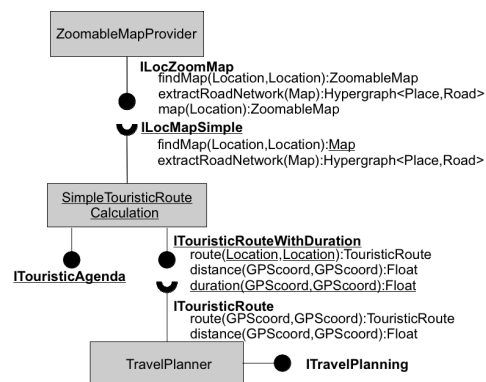 ZoomableMapProvider
ILocZoomMap
findMap(Location,Location):ZoomableMap
extractRoadNetwork(Map):Hypergraph<Place,Road>
map(Location):ZoomableMap
ILocMapSimple
findMap(Location,Location):Map
extractRoadNetwork(Map):Hypergraph<Place,Road>
SimpleTouristicRoute
Calculation
ITouristicAgenda
ITouristicRouteWithDuration
route(Location,Location):TouristicRoute
distance(GPScoord,GPScoord):Float
duration(GPScoord,GPScoord):Float
ITouristicRoute
route(GPScoord,GPScoord):TouristicRoute
distance(GPScoord,GPScoord):Float
TravelPlanner
ITravelPlanning